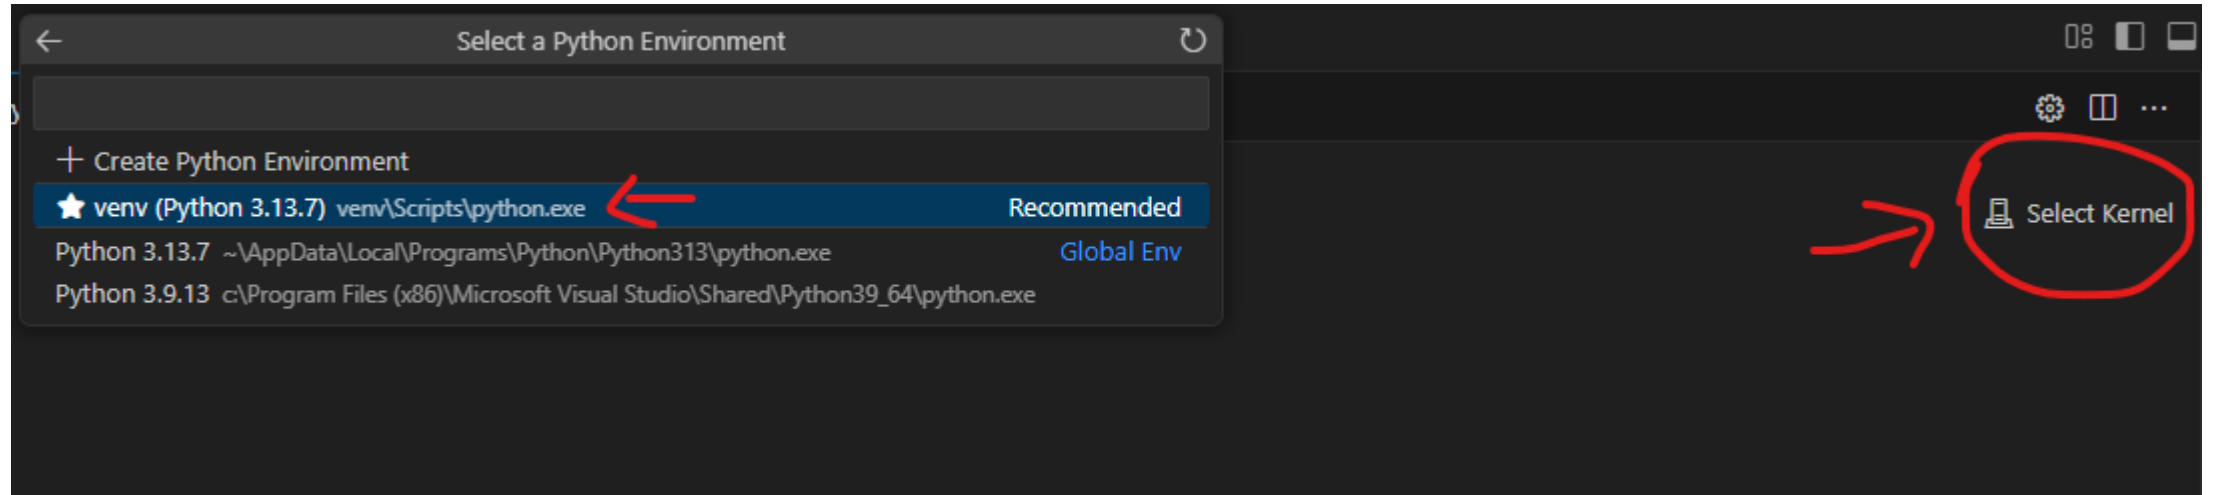 Select a Python Environment
Create Python Environment
venv (Python 3.13.7) venv\Scripts\python.exe Recommended
Python 3.13.7 ~\AppData\Local\Programs\Python\Python313\python.exe Global Env
Python 3.9.13 c:\Program Files (x86)\Microsoft Visual Studio\Shared\Python39_64\python.exe
Select Kernel